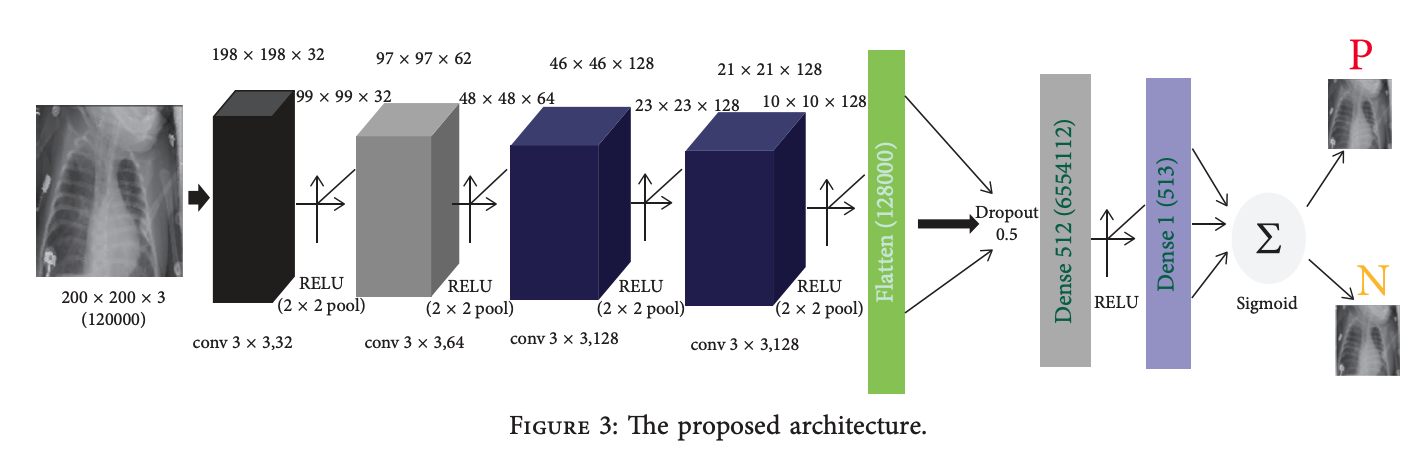 198 × 198 × 32
99 × 99 × 32
97 × 97 × 62
48 × 48 × 64
46 × 46 × 128
23 × 23 × 128
21 × 21 × 128
10 × 10 × 128
200 × 200 × 3
(120000)
RELU
(2 × 2 pool)
RELU
(2 × 2 pool)
RELU
(2 × 2 pool)
RELU
(2 × 2 pool)
conv 3 × 3,32
conv 3 × 3,64
conv 3 × 3,128
conv 3 × 3,128
Flatten (128000)
Dropout
0.5
Dense 512 (6554112)
RELU
Dense 1 (513)
Σ
Sigmoid
P
N
Figure 3: The proposed architecture.